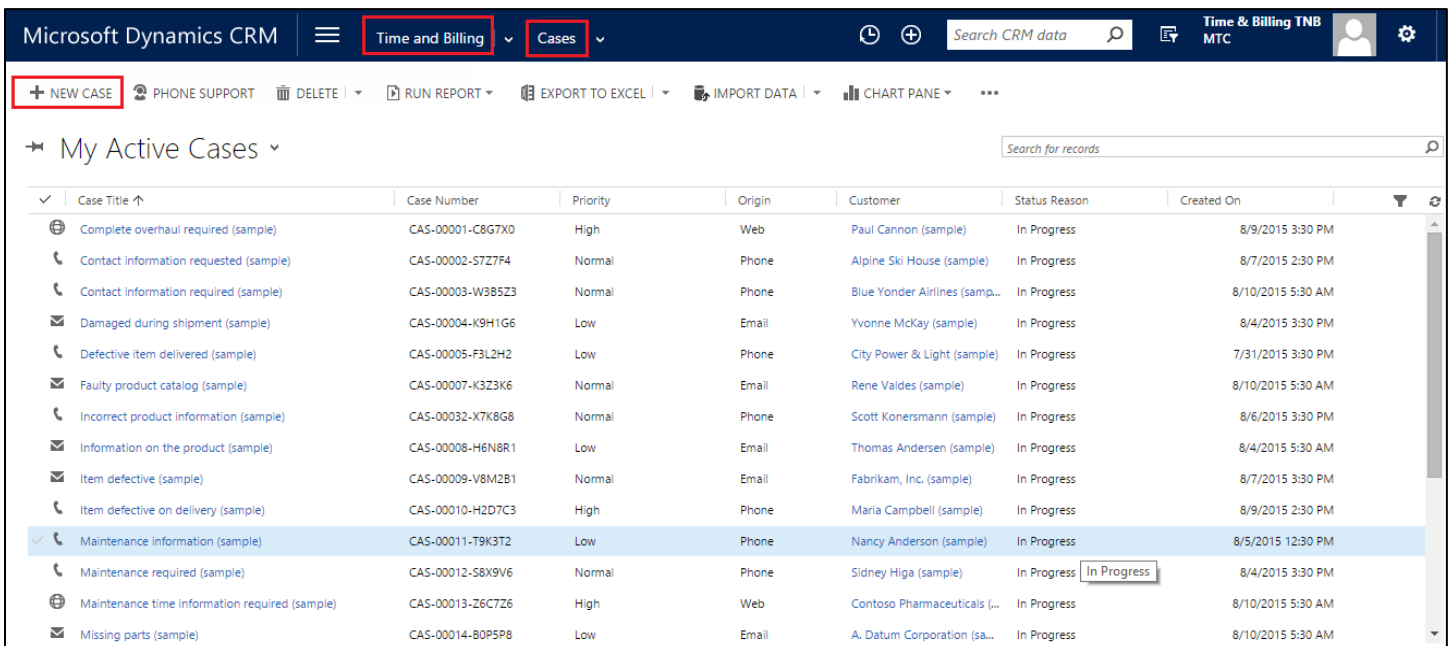 Microsoft Dynamics CRM Time and Billing Cases Search CRM data Time & Billing TNB
MTC
NEW CASE PHONE SUPPORT DELETE RUN REPORT EXPORT TO EXCEL IMPORT DATA CHART PANE ...
My Active Cases Search for records
Case Title Case Number Priority Origin Customer Status Reason Created On
Complete overhaul required (sample) CAS-00001-C8G7X0 High Web Paul Cannon (sample) In Progress 8/9/2015 3:30 PM
Contact information requested (sample) CAS-00002-S7Z7F4 Normal Phone Alpine Ski House (sample) In Progress 8/7/2015 2:30 PM
Contact information required (sample) CAS-00003-W3B5Z3 Normal Phone Blue Yonder Airlines (samp... In Progress 8/10/2015 5:30 AM
Damaged during shipment (sample) CAS-00004-K9H1G6 Low Email Yvonne McKay (sample) In Progress 8/4/2015 3:30 PM
Defective item delivered (sample) CAS-00005-F3L2H2 Low Phone City Power & Light (sample) In Progress 7/31/2015 3:30 PM
Faulty product catalog (sample) CAS-00007-K3Z3K6 Normal Email Rene Valdes (sample) In Progress 8/10/2015 5:30 AM
Incorrect product information (sample) CAS-00032-X7K8G8 Normal Phone Scott Konersmann (sample) In Progress 8/6/2015 3:30 PM
Information on the product (sample) CAS-00008-H6N8R1 Low Email Thomas Andersen (sample) In Progress 8/4/2015 5:30 AM
Item defective (sample) CAS-00009-V8M2B1 Normal Email Fabrikam, Inc. (sample) In Progress 8/7/2015 3:30 PM
Item defective on delivery (sample) CAS-00010-H2D7C3 High Phone Maria Campbell (sample) In Progress 8/9/2015 2:30 PM
Maintenance information (sample) CAS-00011-T9K3T2 Low Phone Nancy Anderson (sample) In Progress 8/5/2015 12:30 PM
Maintenance required (sample) CAS-00012-S8X9V6 Normal Phone Sidney Higa (sample) In Progress In Progress 8/4/2015 3:30 PM
Maintenance time information required (sample) CAS-00013-Z6C7Z6 High Web Contoso Pharmaceuticals (... In Progress 8/10/2015 5:30 AM
Missing parts (sample) CAS-00014-B0P5P8 Low Email A. Datum Corporation (sa... In Progress 8/10/2015 5:30 AM